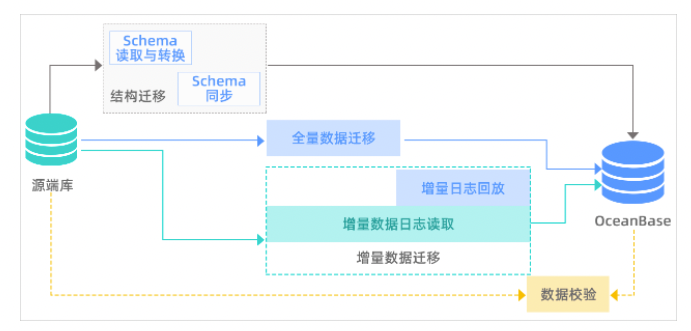 Schema
读取与转换
Schema
同步
结构迁移
全量数据迁移
源端库
增量日志回放
增量数据日志读取
OceanBase
增量数据迁移
数据校验